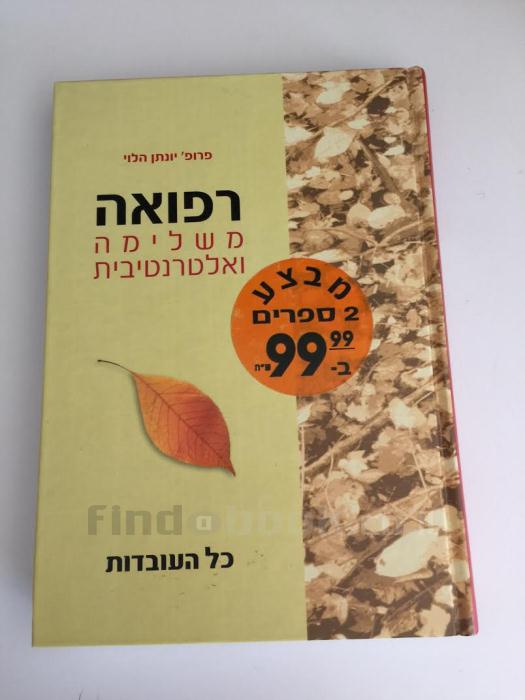 פרופ' יונתן הלוי
רפואה
משלימה
ואלטרנטיבית
מבצע
2 ספרים
ב- 99.99 ש"ח
כל העובדות